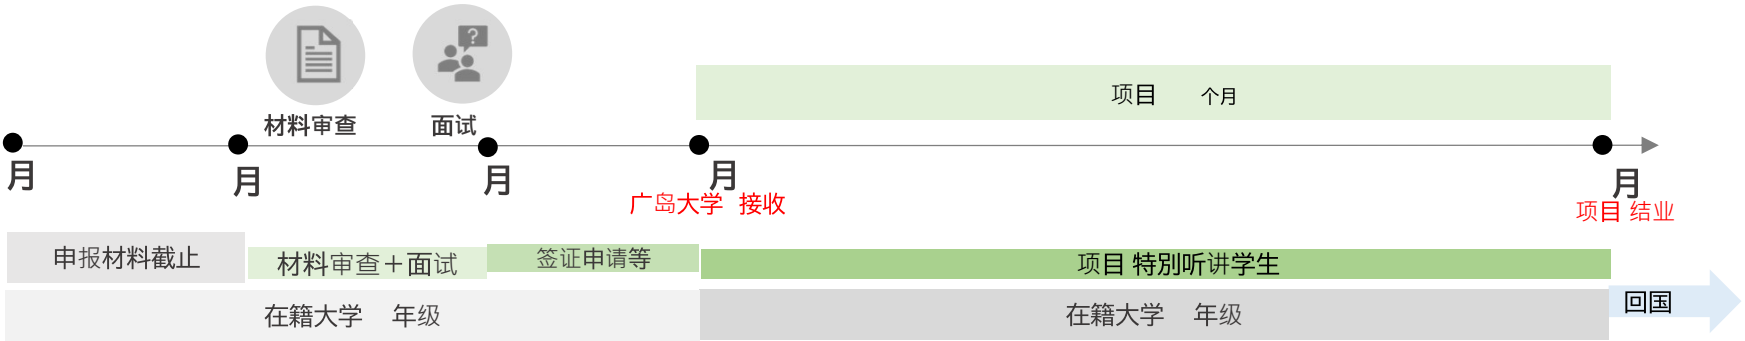 项目 个月
材料审查 面试
月 月 月 月 月
广岛大学 接收 项目 结业
申报材料截止 材料审查＋面试 签证申请等 项目 特別听讲学生
在籍大学 年级 在籍大学 年级 回国